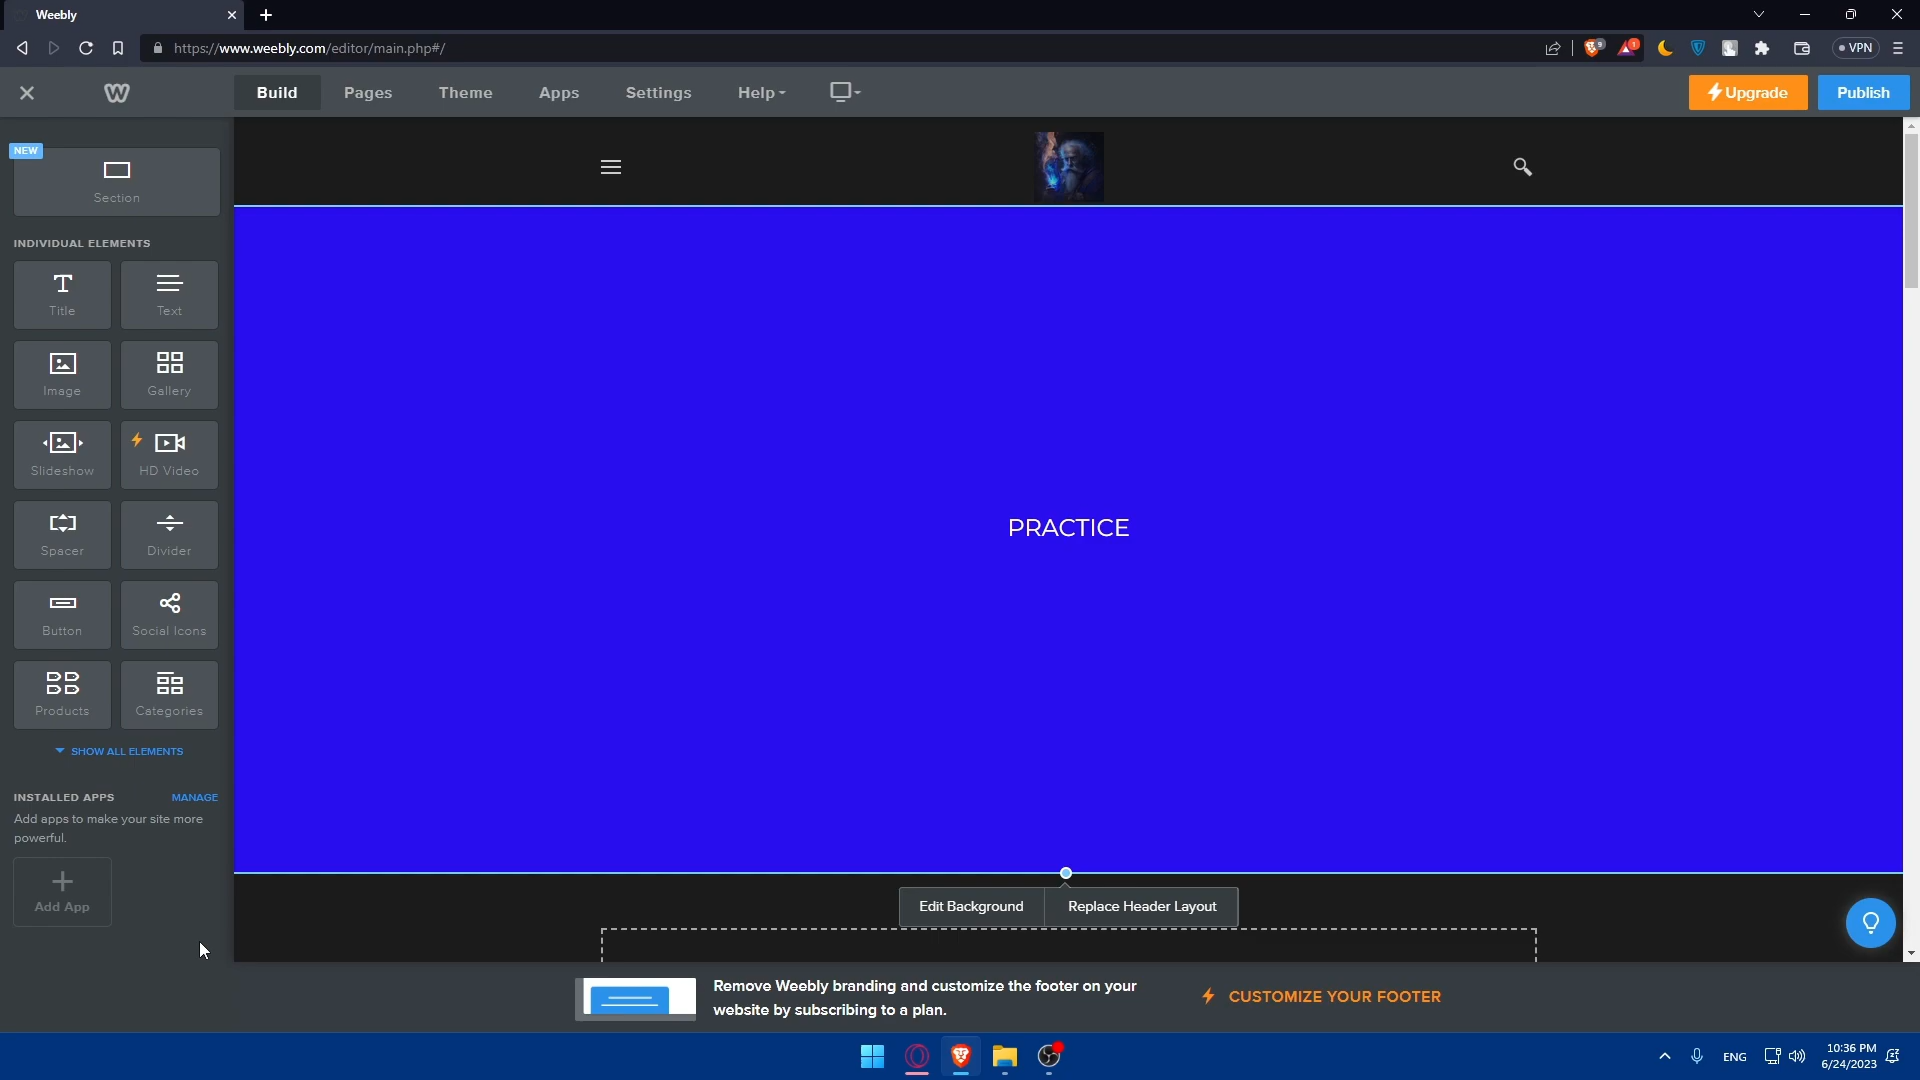 Weebly
https://www.weebly.com/editor/main.php#/
9
1
VPN
Build
Pages
Theme
Apps
Settings
Help
Upgrade
Publish
NEW
Section
INDIVIDUAL ELEMENTS
Title
Text
Image
Gallery
Slideshow
HD Video
Spacer
Divider
Button
Social Icons
Products
Categories
SHOW ALL ELEMENTS
INSTALLED APPS
MANAGE
Add apps to make your site more
powerful.
Add App
PRACTICE
Edit Background
Replace Header Layout
Remove Weebly branding and customize the footer on your
website by subscribing to a plan.
CUSTOMIZE YOUR FOOTER
ENG
10:36 PM
6/24/2023